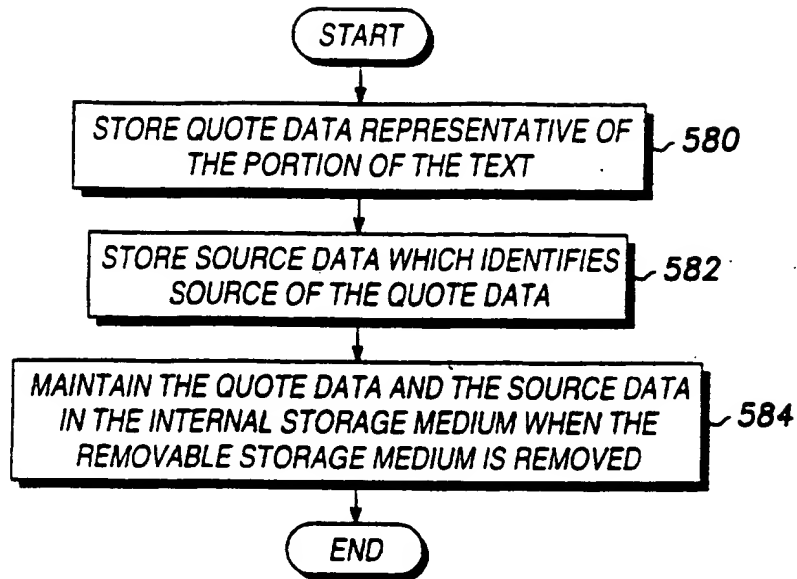 START
STORE QUOTE DATA REPRESENTATIVE OF
THE PORTION OF THE TEXT
580
STORE SOURCE DATA WHICH IDENTIFIES
SOURCE OF THE QUOTE DATA
582
MAINTAIN THE QUOTE DATA AND THE SOURCE DATA
IN THE INTERNAL STORAGE MEDIUM WHEN THE
REMOVABLE STORAGE MEDIUM IS REMOVED
584
END